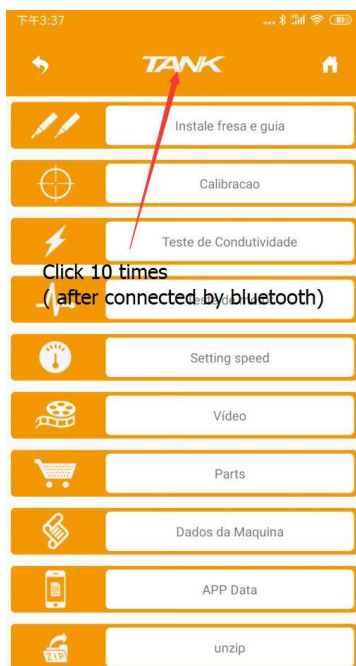 下午3:37
TANK
Instale fresa e guia
Calibracao
Teste de Condutividade
Click 10 times
( after connected by bluetooth)
Setting speed
Vídeo
Parts
Dados da Maquina
APP Data
ZIP
unzip